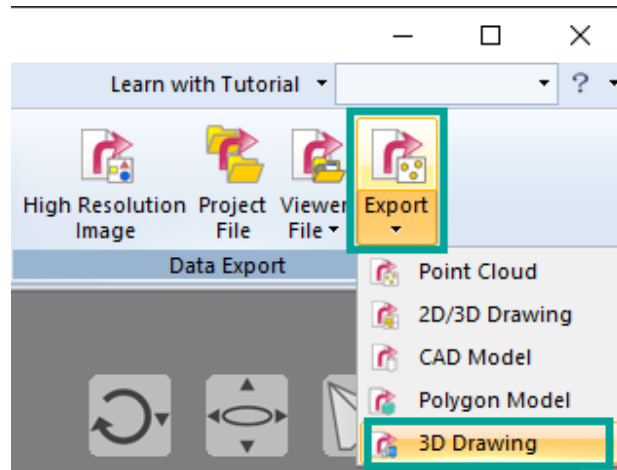 Learn with Tutorial ?
High Resolution Project Viewer Export
Image File File
Data Export
Point Cloud
2D/3D Drawing
CAD Model
Polygon Model
3D Drawing